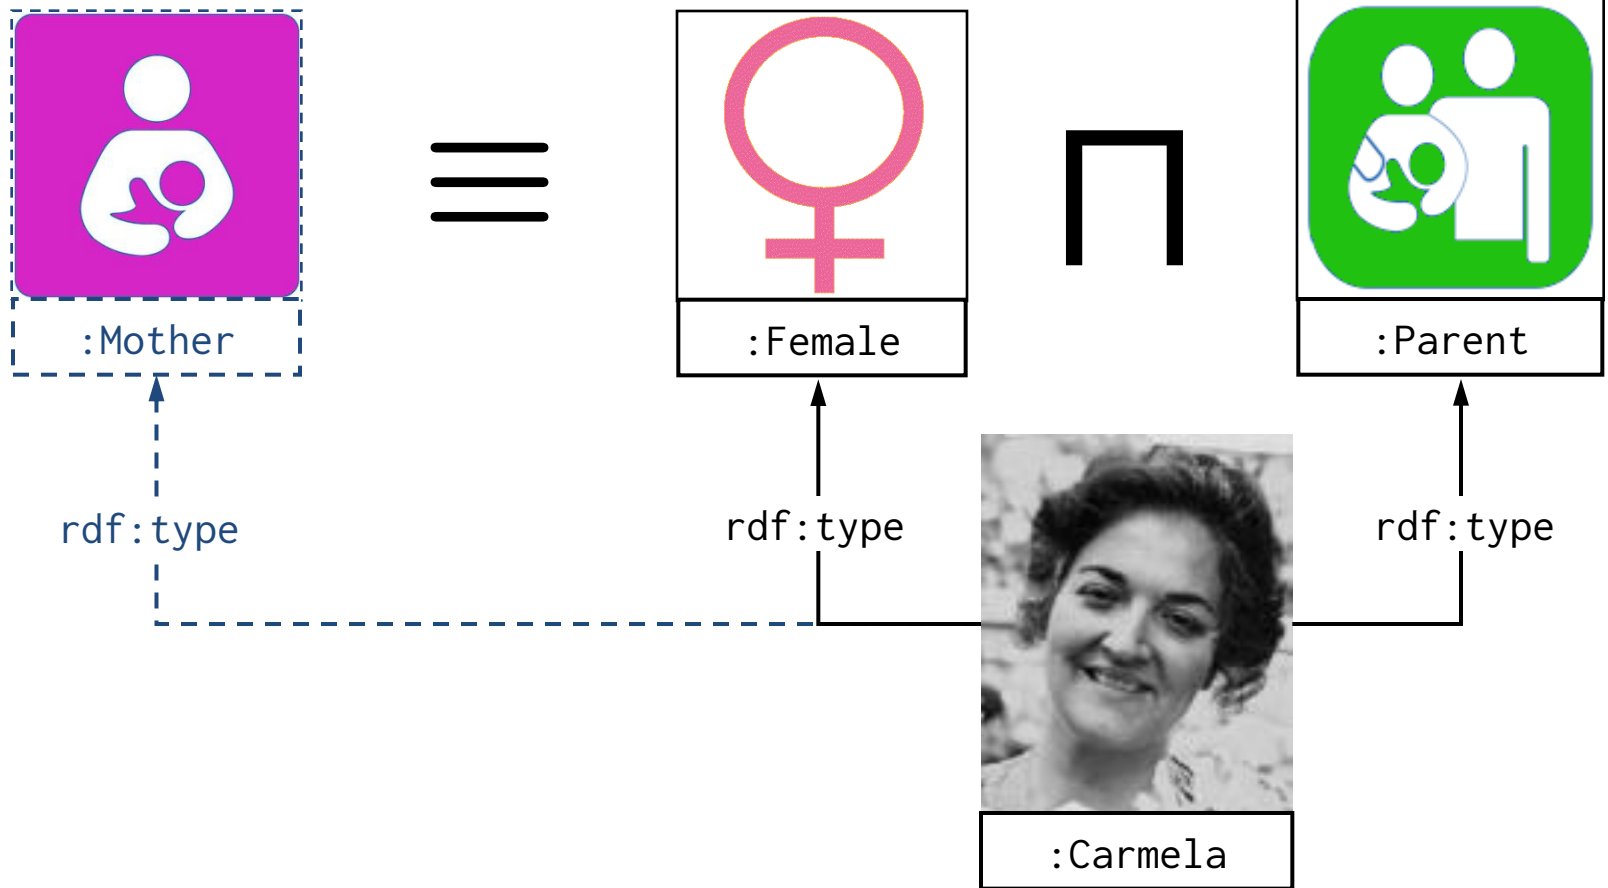 :Mother
≡
:Female
⊓
:Parent
rdf:type
rdf:type
rdf:type
:Carmela